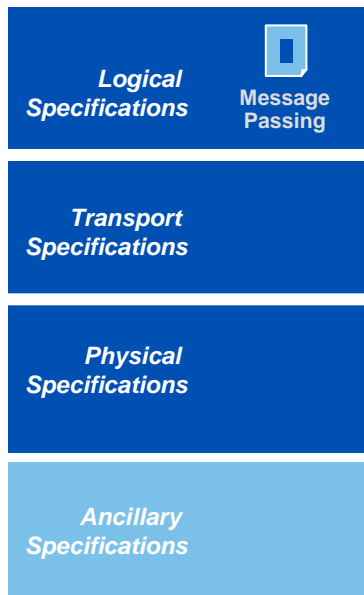 Logical
Specifications
Message
Passing
Transport
Specifications
Physical
Specifications
Ancillary
Specifications